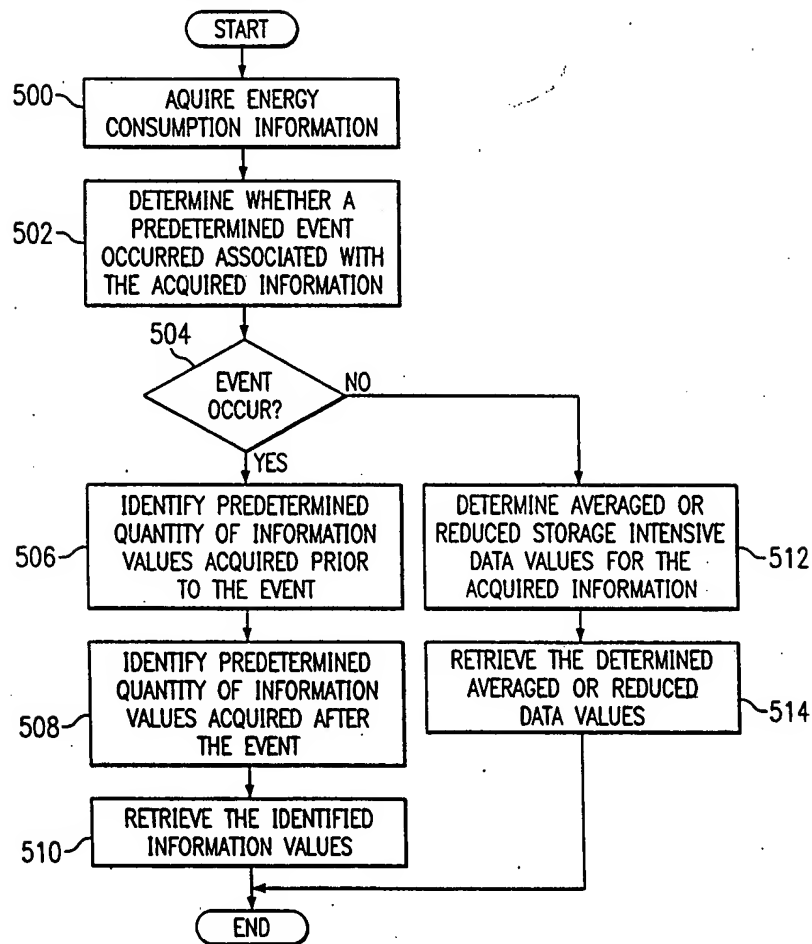 START
500
AQUIRE ENERGY
CONSUMPTION INFORMATION
502
DETERMINE WHETHER A
PREDETERMINED EVENT
OCCURRED ASSOCIATED WITH
THE ACQUIRED INFORMATION
504
EVENT
OCCUR?
NO
YES
506
IDENTIFY PREDETERMINED
QUANTITY OF INFORMATION
VALUES ACQUIRED PRIOR
TO THE EVENT
DETERMINE AVERAGED OR
REDUCED STORAGE INTENSIVE
DATA VALUES FOR THE
ACQUIRED INFORMATION
512
508
IDENTIFY PREDETERMINED
QUANTITY OF INFORMATION
VALUES ACQUIRED AFTER
THE EVENT
RETRIEVE THE DETERMINED
AVERAGED OR REDUCED
DATA VALUES
514
510
RETRIEVE THE IDENTIFIED
INFORMATION VALUES
END